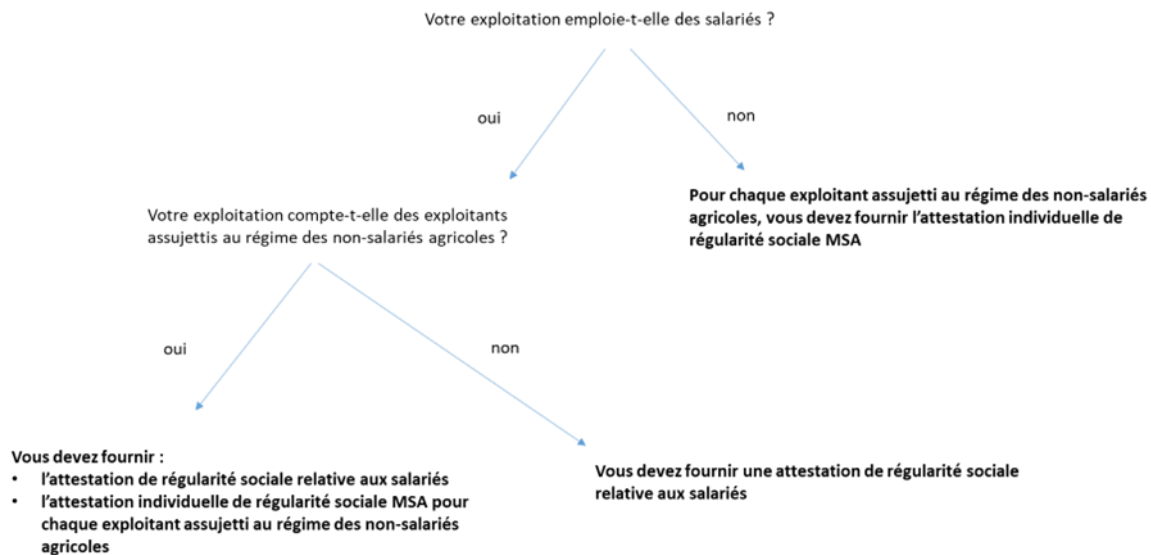 Votre exploitation emploie-t-elle des salariés ?
oui
non
Pour chaque exploitant assujetti au régime des non-salariés
agricoles, vous devez fournir l’attestation individuelle de
régularité sociale MSA
Votre exploitation compte-t-elle des exploitants
assujettis au régime des non-salariés agricoles ?
oui
non
Vous devez fournir :
• l’attestation de régularité sociale relative aux salariés
• l’attestation individuelle de régularité sociale MSA pour
chaque exploitant assujetti au régime des non-salariés
agricoles
Vous devez fournir une attestation de régularité sociale
relative aux salariés